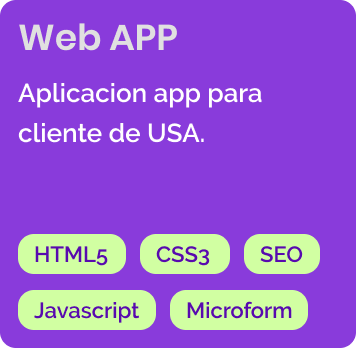 Web APP
Aplicacion app para
cliente de USA.
HTML5 CSS3 SEO
Javascript Microform